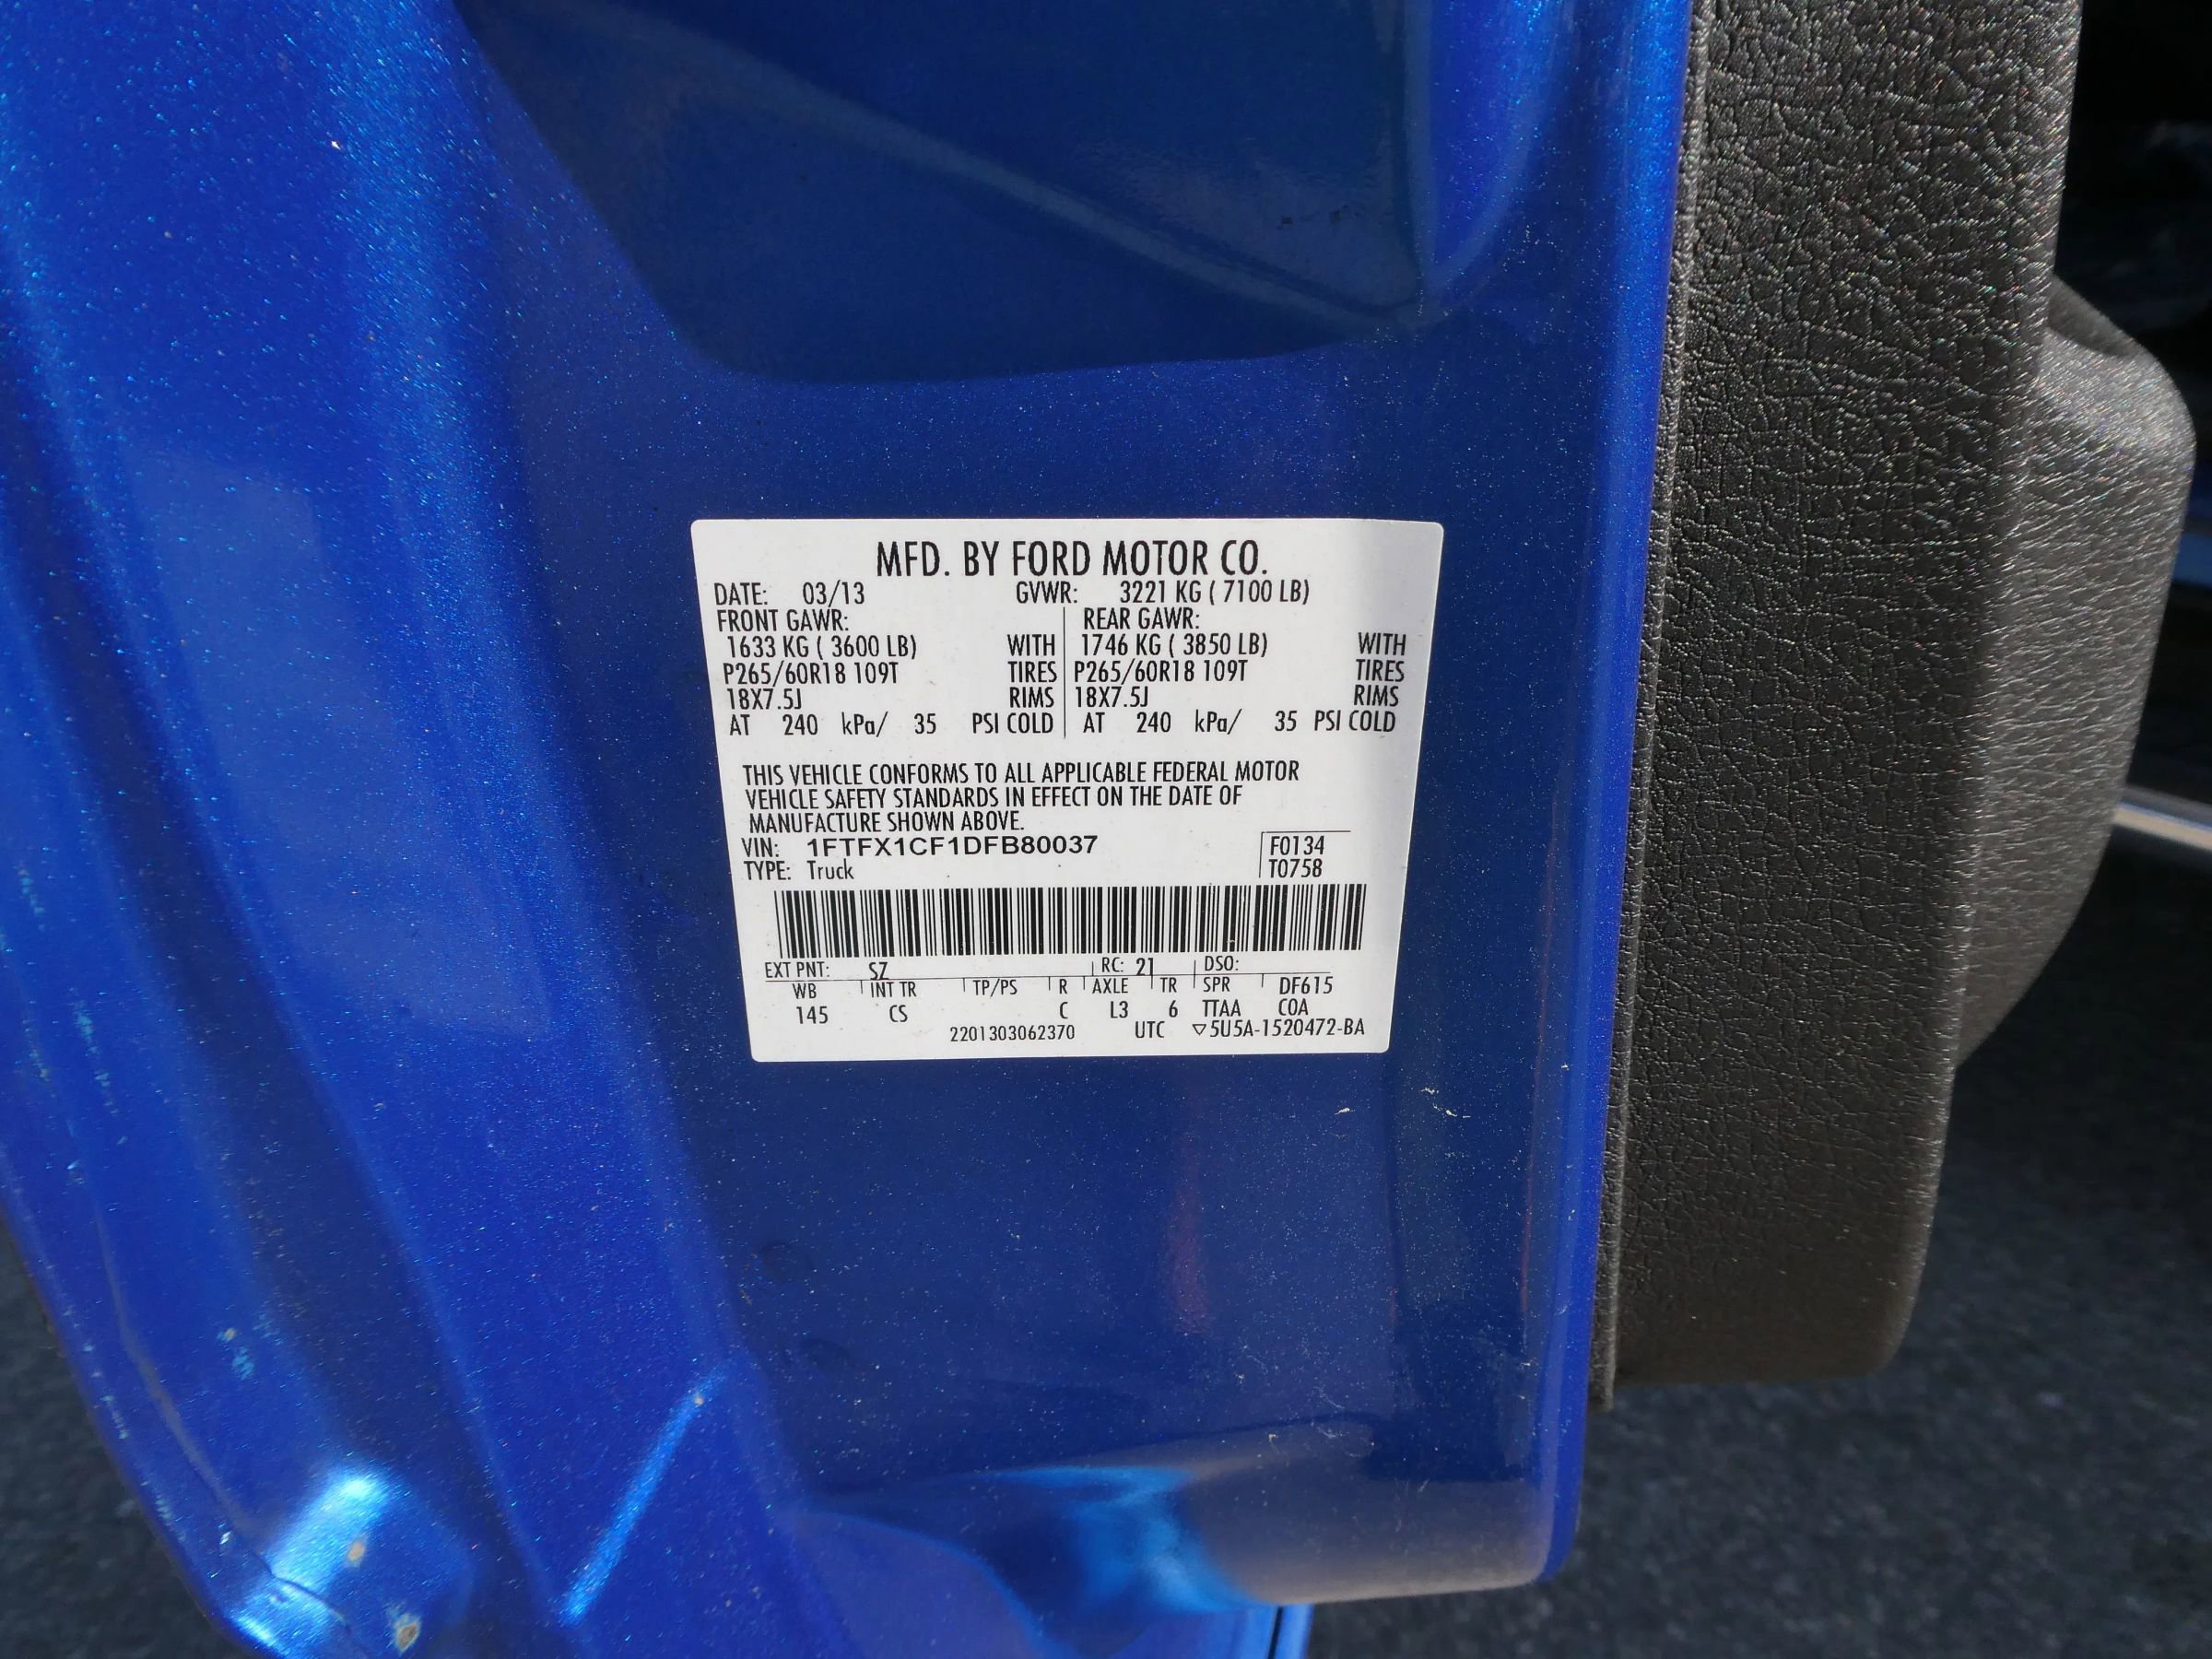 MFD. BY FORD MOTOR CO.
DATE: 03/13 GVWR: 3221 KG ( 7100 LB)
FRONT GAWR: REAR GAWR:
1633 KG ( 3600 LB) WITH 1746 KG ( 3850 LB) WITH
P265/60R18 109T TIRES P265/60R18 109T TIRES
18X7.5J RIMS 18X7.5J RIMS
AT 240 kPa/ 35 PSI COLD AT 240 kPa/ 35 PSI COLD
THIS VEHICLE CONFORMS TO ALL APPLICABLE FEDERAL MOTOR
VEHICLE SAFETY STANDARDS IN EFFECT ON THE DATE OF
MANUFACTURE SHOWN ABOVE.
VIN: 1FTFX1CF1DFB80037 F0134
TYPE: Truck T0758
EXT PNT: SZ RC: 21 DSO:
WB INT TR TP/PS R AXLE TR SPR DF615
145 CS C L3 6 TTAA COA
2201303062370 UTC ▽5U5A-1520472-BA